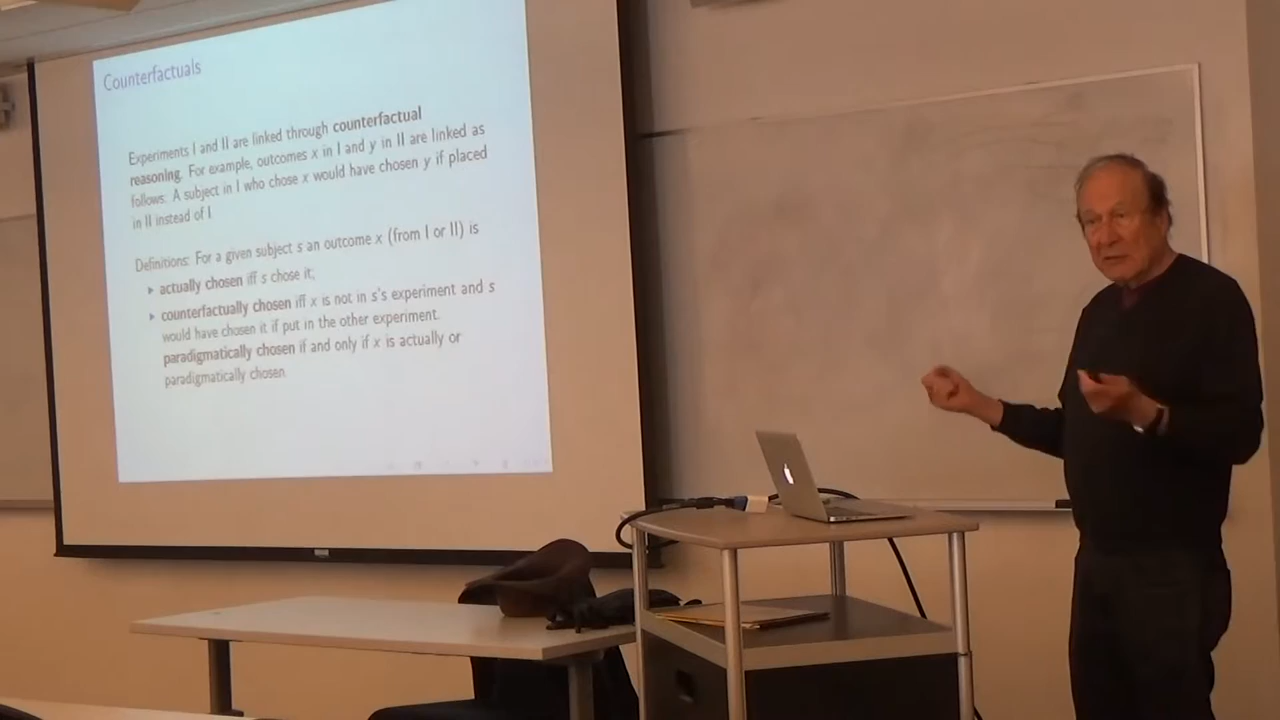 Counterfactuals
Experiments I and II are linked through counterfactual
reasoning. For example, outcomes x in I and y in II are linked as
follows. A subject in I who chose x would have chosen y if placed
in II instead of I
Definitions: For a given subject s an outcome x (from I or II) is
▸ actually chosen iff s chose it;
▸ counterfactually chosen iff x is not in s's experiment and s
would have chosen it if put in the other experiment.
paradigmatically chosen if and only if x is actually or
paradigmatically chosen.